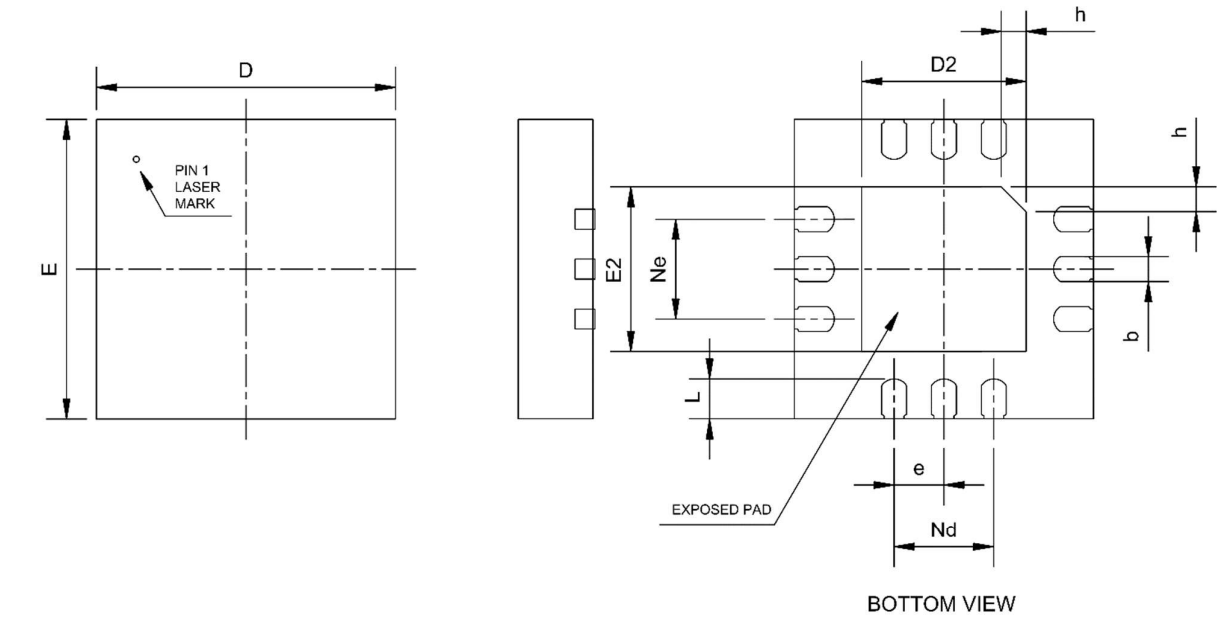 D
PIN 1
LASER
MARK
E
h
D2
h
E2
Ne
b
L
e
EXPOSED PAD
Nd
BOTTOM VIEW